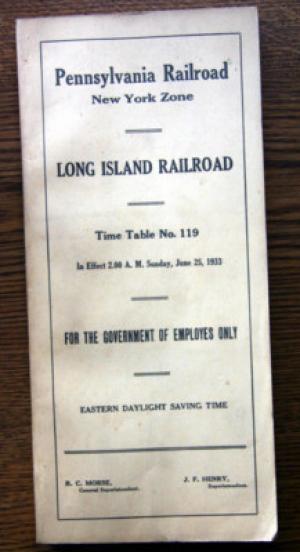 Pennsylvania Railroad
New York Zone
LONG ISLAND RAILROAD
Time Table No. 119
In Effect 2.00 A. M. Sunday, June 25, 1933
FOR THE GOVERNMENT OF EMPLOYES ONLY
EASTERN DAYLIGHT SAVING TIME
R. C. MORSE,
General Superintendent.
J. F. HENRY,
Superintendent.